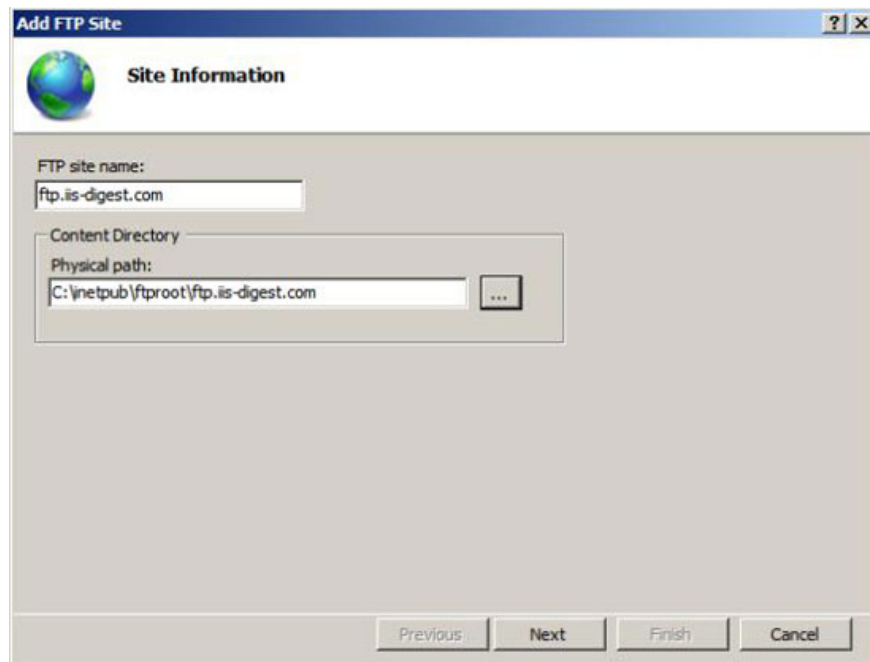 Add FTP Site
Site Information
FTP site name:
ftp.iis-digest.com
Content Directory
Physical path:
C:\inetpub\ftproot\ftp.iis-digest.com
...
Previous Next Finish Cancel